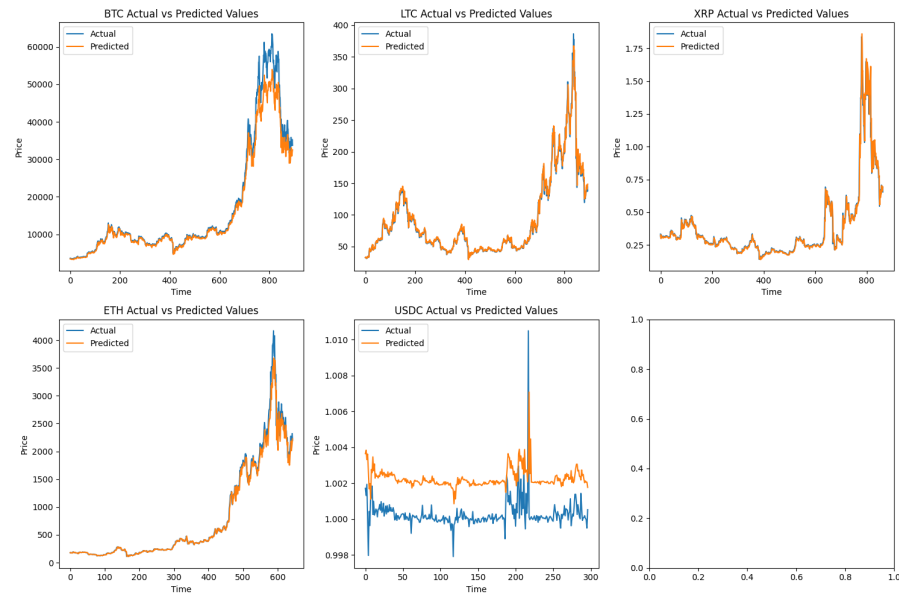 BTC Actual vs Predicted Values
Actual
Predicted
Price
60000
50000
40000
30000
20000
10000
0 200 400 600 800
Time
LTC Actual vs Predicted Values
Actual
Predicted
Price
400
350
300
250
200
150
100
50
0 200 400 600 800
Time
XRP Actual vs Predicted Values
Actual
Predicted
Price
1.75
1.50
1.25
1.00
0.75
0.50
0.25
0 200 400 600 800
Time
ETH Actual vs Predicted Values
Actual
Predicted
Price
4000
3500
3000
2500
2000
1500
1000
500
0
0 100 200 300 400 500 600
Time
USDC Actual vs Predicted Values
Actual
Predicted
Price
1.010
1.008
1.006
1.004
1.002
1.000
0.998
0 50 100 150 200 250 300
Time
1.0
0.8
0.6
0.4
0.2
0.0
0.0 0.2 0.4 0.6 0.8 1.0